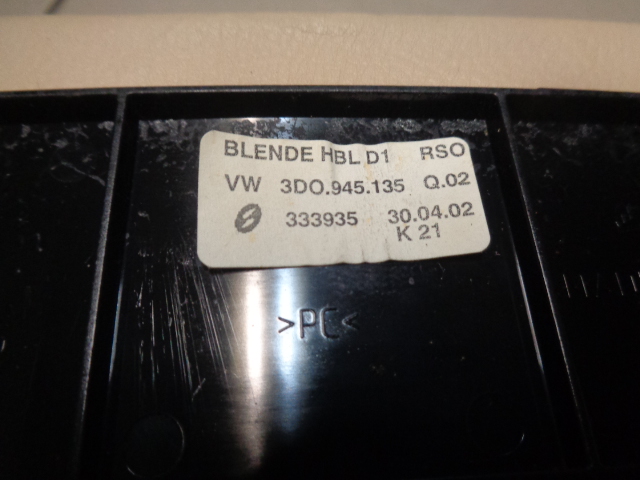 BLENDE HBL D1 RSO
VW 3DO.945.135 Q.02
333935 30.04.02
K 21
>PC<